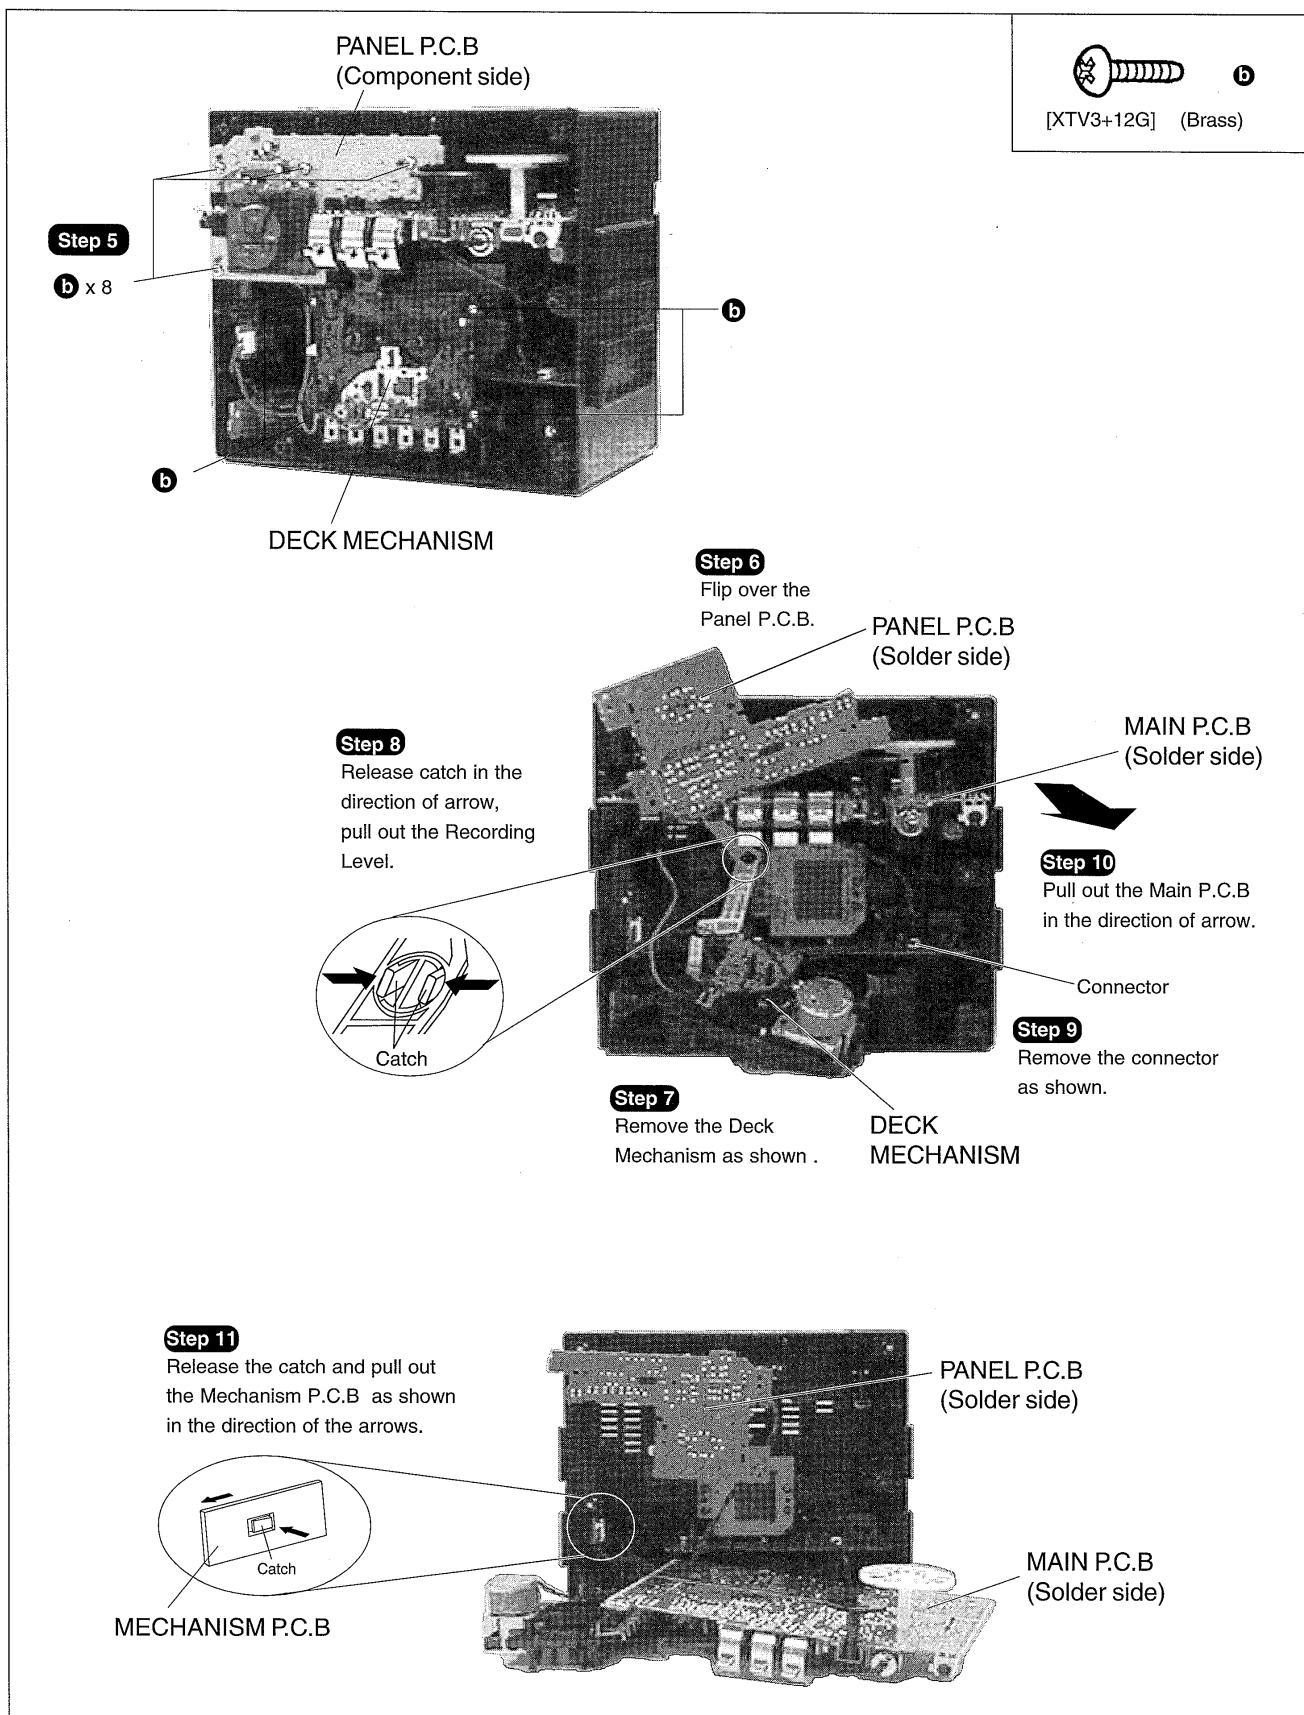 PANEL P.C.B
(Component side)
b
[XTV3+12G] (Brass)
Step 5
b x 8
b
b
DECK MECHANISM
Step 6
Flip over the
Panel P.C.B.
PANEL P.C.B
(Solder side)
MAIN P.C.B
(Solder side)
Step 8
Release catch in the
direction of arrow,
pull out the Recording
Level.
Catch
Step 10
Pull out the Main P.C.B
in the direction of arrow.
Connector
Step 9
Remove the connector
as shown.
Step 7
Remove the Deck
Mechanism as shown .
DECK
MECHANISM
Step 11
Release the catch and pull out
the Mechanism P.C.B as shown
in the direction of the arrows.
Catch
MECHANISM P.C.B
PANEL P.C.B
(Solder side)
MAIN P.C.B
(Solder side)